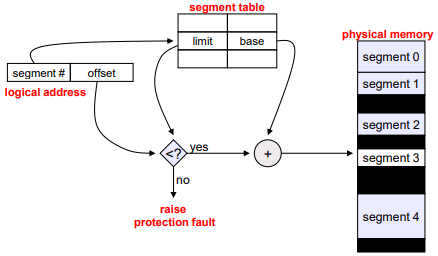 segment table
limit base
segment # offset
logical address
<?
yes
no
+
raise
protection fault
physical memory
segment 0
segment 1
segment 2
segment 3
segment 4